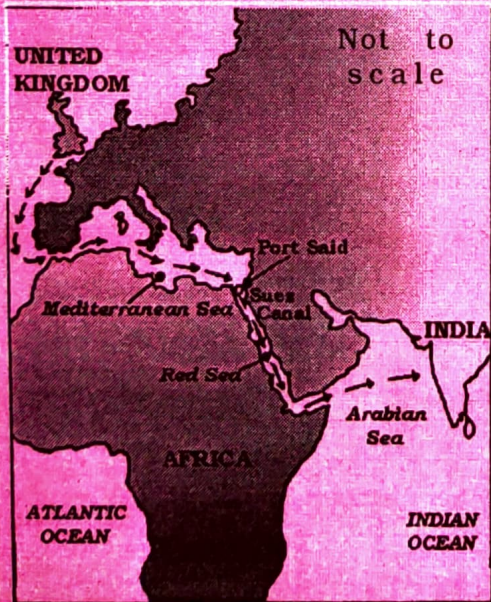 Not to
scale
UNITED
KINGDOM
Port Said
Suez
Canal
Mediterranean Sea
INDIA
Red Sea
Arabian
Sea
AFRICA
ATLANTIC
OCEAN
INDIAN
OCEAN